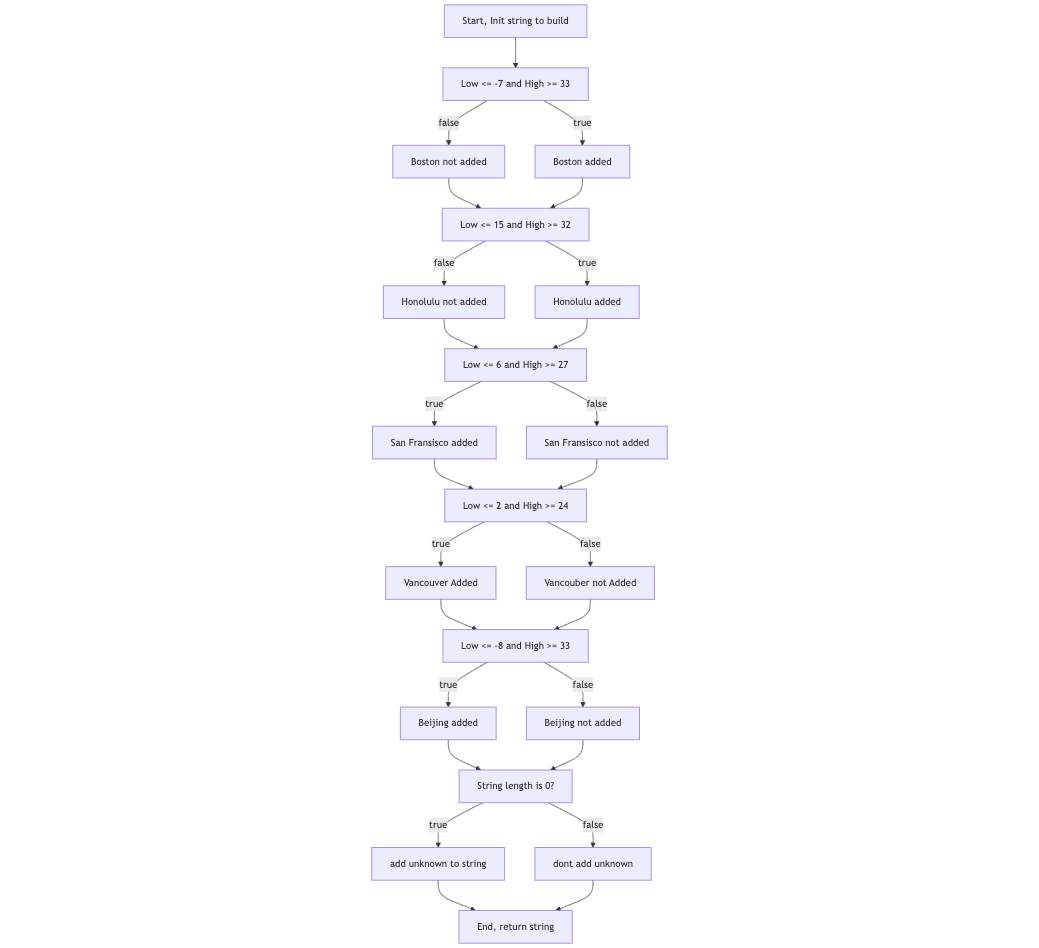 Start, Init string to build
Low <= -7 and High >= 33
false
true
Boston not added
Boston added
Low <= 15 and High >= 32
false
true
Honolulu not added
Honolulu added
Low <= 6 and High >= 27
true
false
San Fransisco added
San Fransisco not added
Low <= 2 and High >= 24
true
false
Vancouver Added
Vancouber not Added
Low <= -8 and High >= 33
true
false
Beijing added
Beijing not added
String length is 0?
true
false
add unknown to string
dont add unknown
End, return string